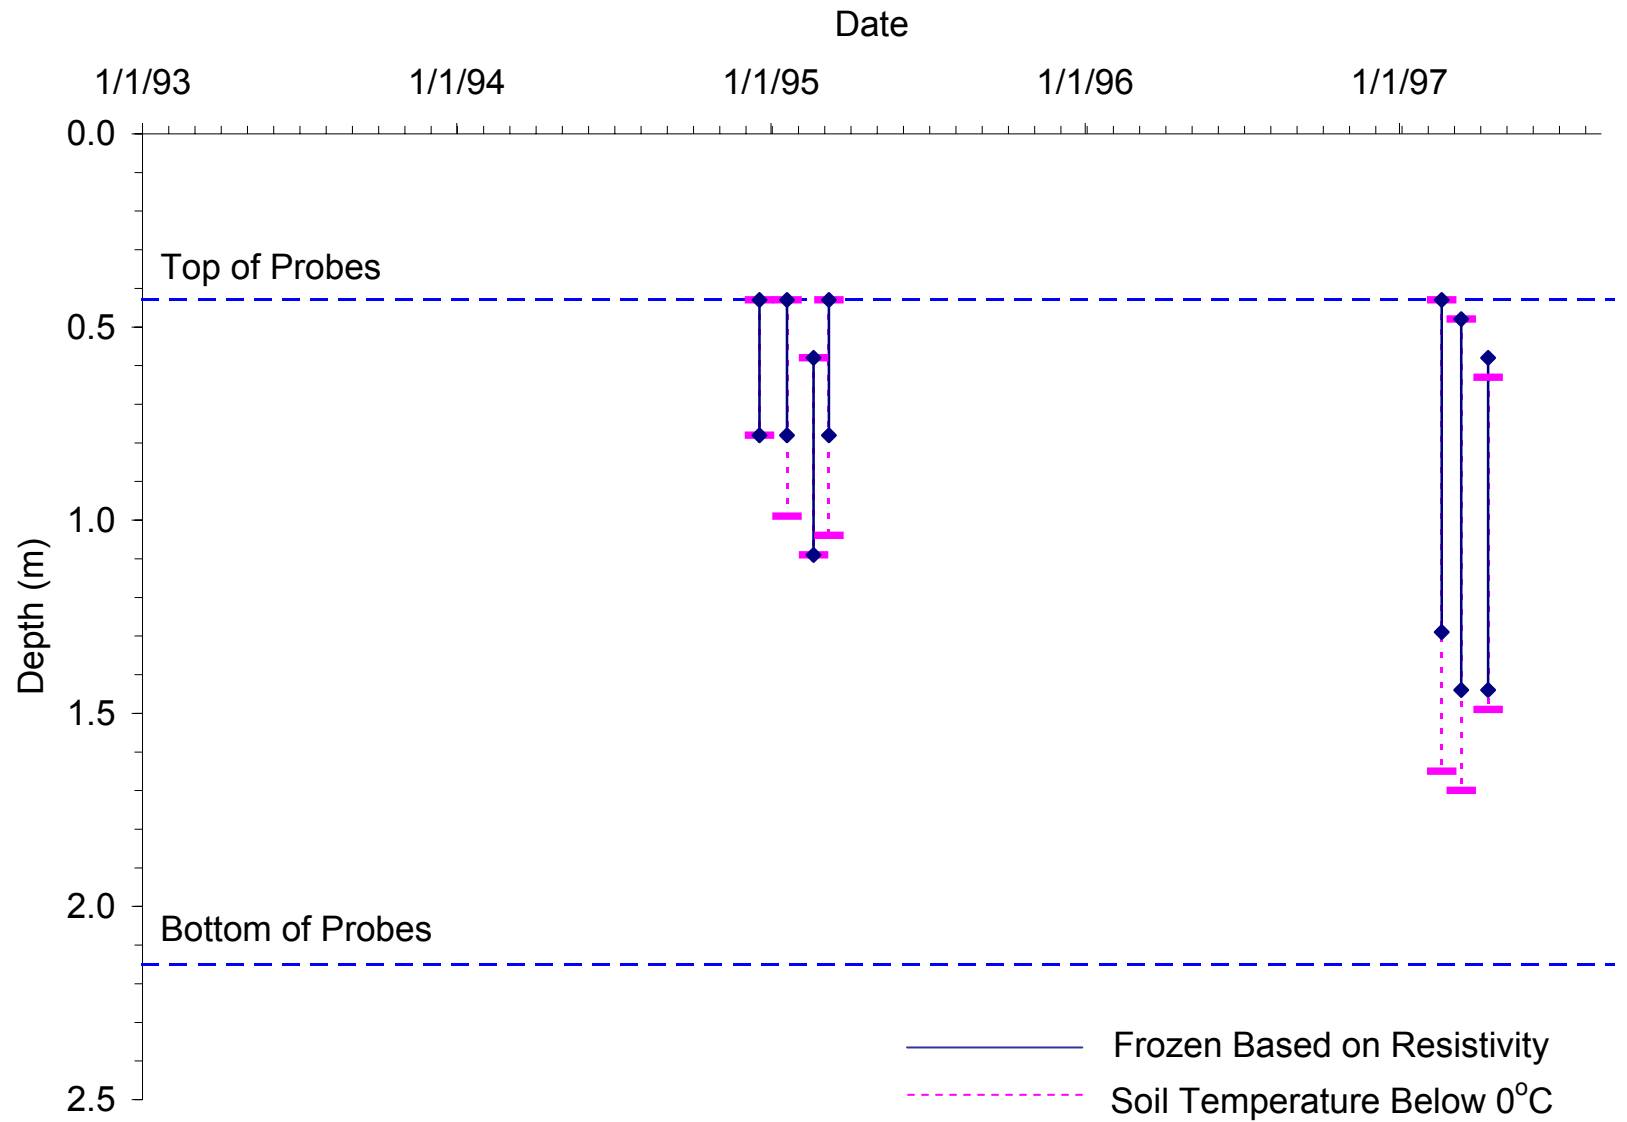 Date
1/1/93 1/1/94 1/1/95 1/1/96 1/1/97
0.0
Top of Probes
0.5
1.0
Depth (m)
1.5
2.0
Bottom of Probes
Frozen Based on Resistivity
2.5
Soil Temperature Below 0°C